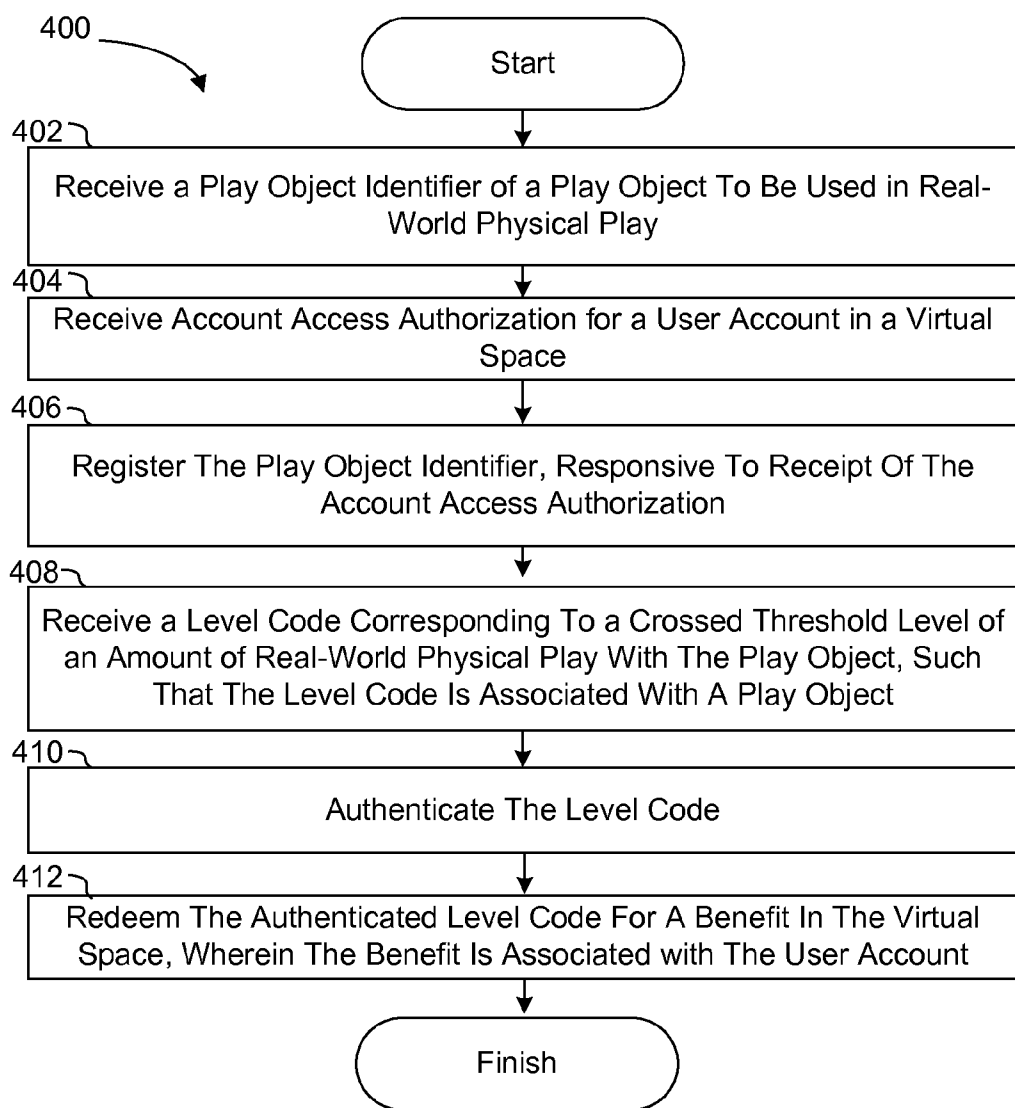 400
Start
402
Receive a Play Object Identifier of a Play Object To Be Used in Real-
World Physical Play
404
Receive Account Access Authorization for a User Account in a Virtual
Space
406
Register The Play Object Identifier, Responsive To Receipt Of The
Account Access Authorization
408
Receive a Level Code Corresponding To a Crossed Threshold Level of
an Amount of Real-World Physical Play With The Play Object, Such
That The Level Code Is Associated With A Play Object
410
Authenticate The Level Code
412
Redeem The Authenticated Level Code For A Benefit In The Virtual
Space, Wherein The Benefit Is Associated with The User Account
Finish